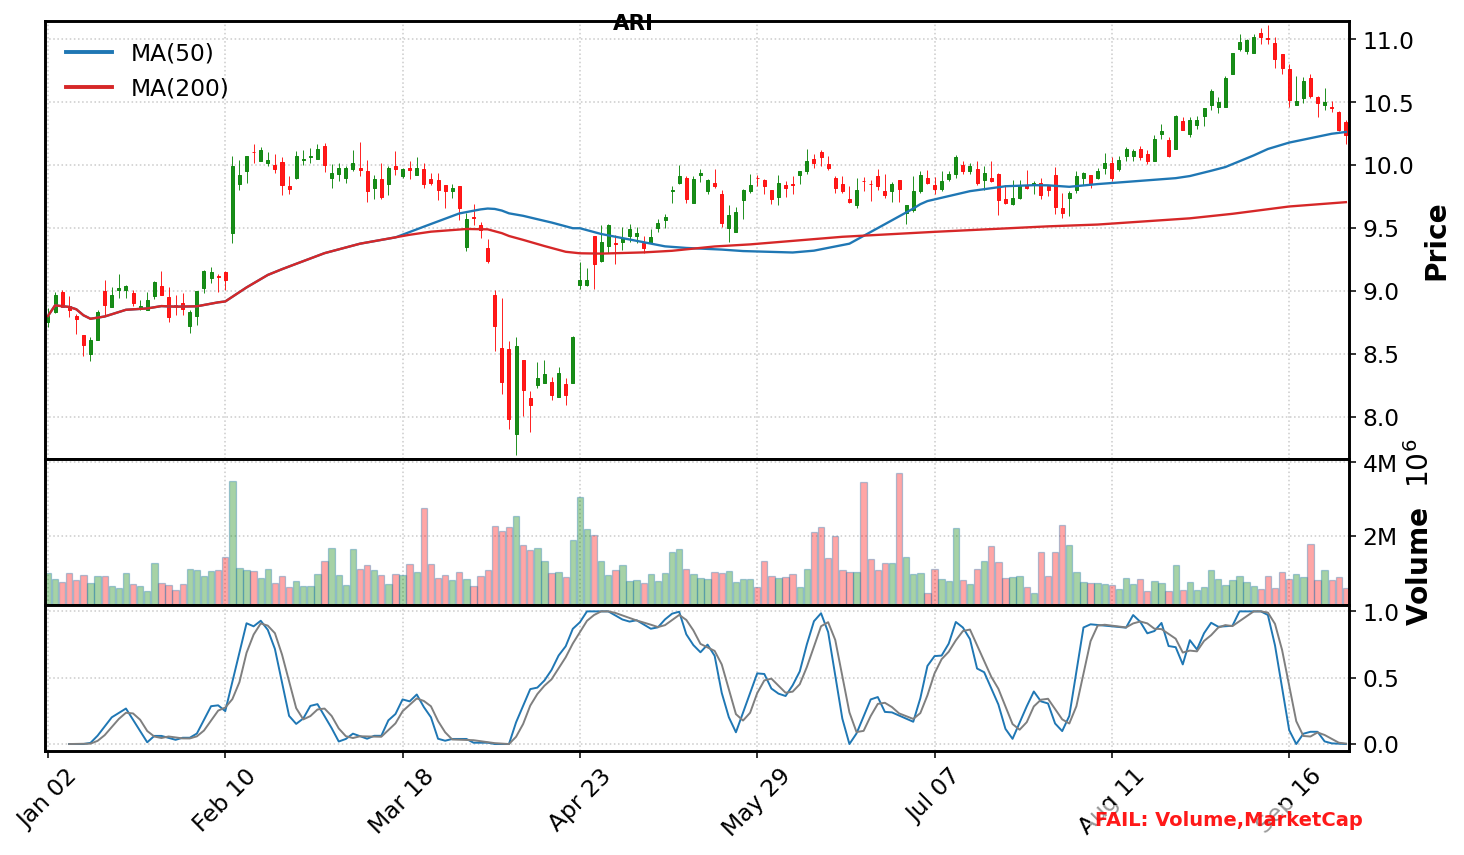 ARI
MA(50)
MA(200)
11.0
10.5
10.0
9.5
9.0
8.5
8.0
Price
4M
2M
Volume 10^6
1.0
0.5
0.0
Jan 02
Feb 10
Mar 18
Apr 23
May 29
Jul 07
Aug 11
Sep 16
FAIL: Volume,MarketCap